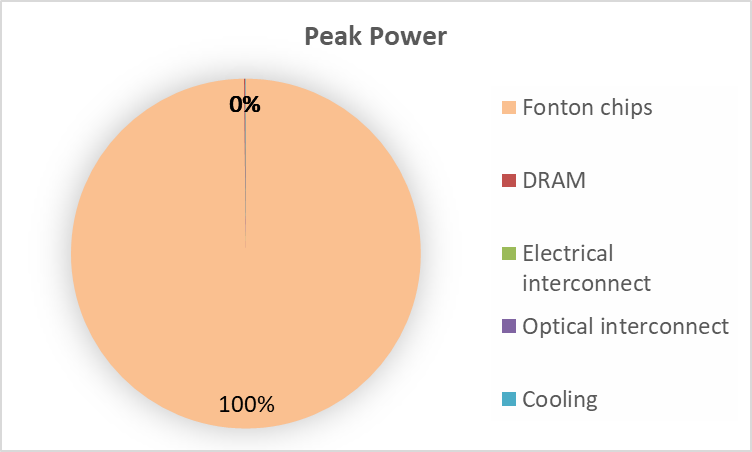 Peak Power
0%
100%
Fonton chips
DRAM
Electrical
interconnect
Optical interconnect
Cooling